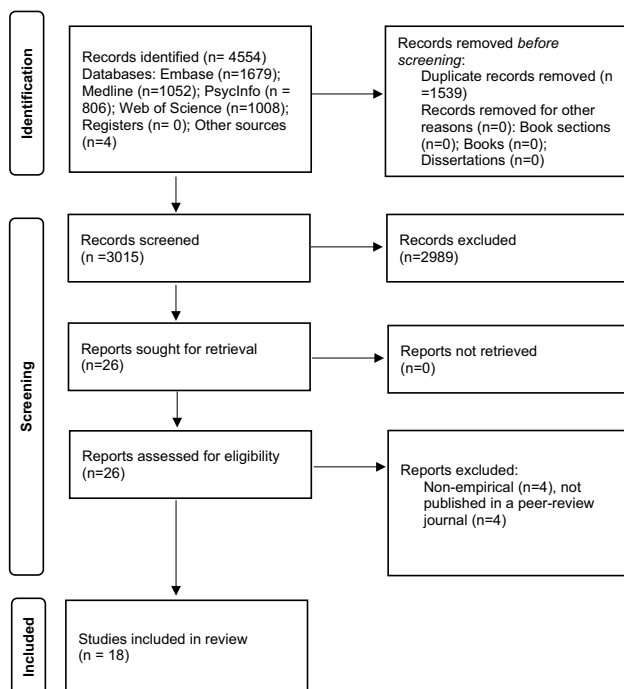 Identification
Records identified (n= 4554)
Databases: Embase (n=1679);
Medline (n=1052); PsycInfo (n =
806); Web of Science (n=1008);
Registers (n= 0); Other sources
(n=4)
Records removed before
screening:
Duplicate records removed (n
=1539)
Records removed for other
reasons (n=0): Book sections
(n=0); Books (n=0);
Dissertations (n=0)
Screening
Records screened
(n =3015)
Records excluded
(n=2989)
Reports sought for retrieval
(n=26)
Reports not retrieved
(n=0)
Reports assessed for eligibility
(n=26)
Reports excluded:
Non-empirical (n=4), not
published in a peer-review
journal (n=4)
Included
Studies included in review
(n = 18)